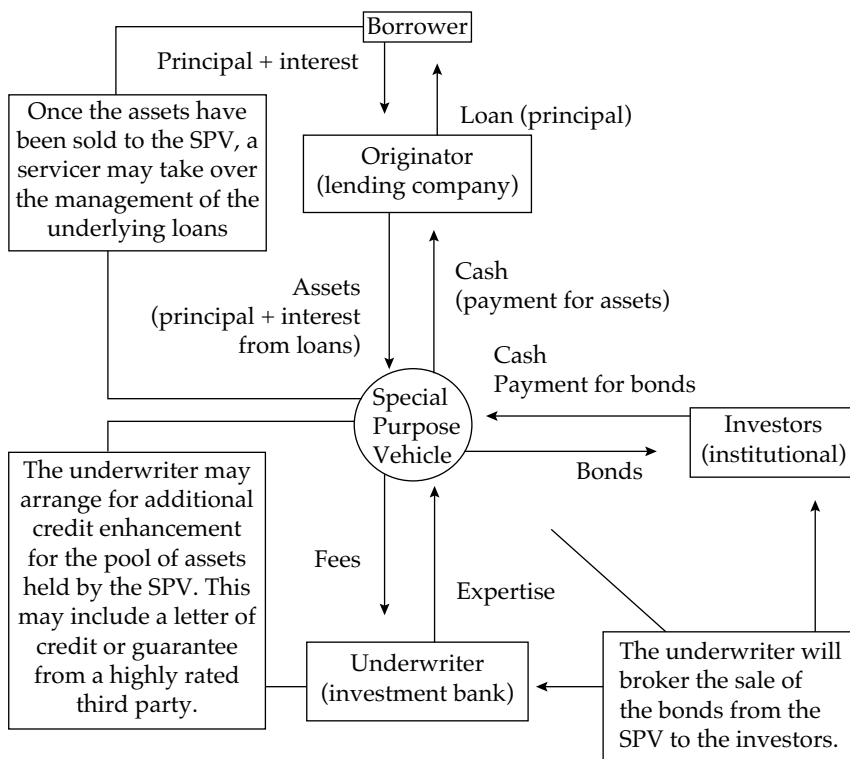 Borrower
Principal + interest
Loan (principal)
Once the assets have
been sold to the SPV, a
servicer may take over
the management of the
underlying loans
Originator
(lending company)
Assets
(principal + interest
from loans)
Cash
(payment for assets)
Cash
Payment for bonds
Special
Purpose
Vehicle
Investors
(institutional)
Bonds
The underwriter may
arrange for additional
credit enhancement
for the pool of assets
held by the SPV. This
may include a letter of
credit or guarantee
from a highly rated
third party.
Fees
Expertise
Underwriter
(investment bank)
The underwriter will
broker the sale of
the bonds from the
SPV to the investors.